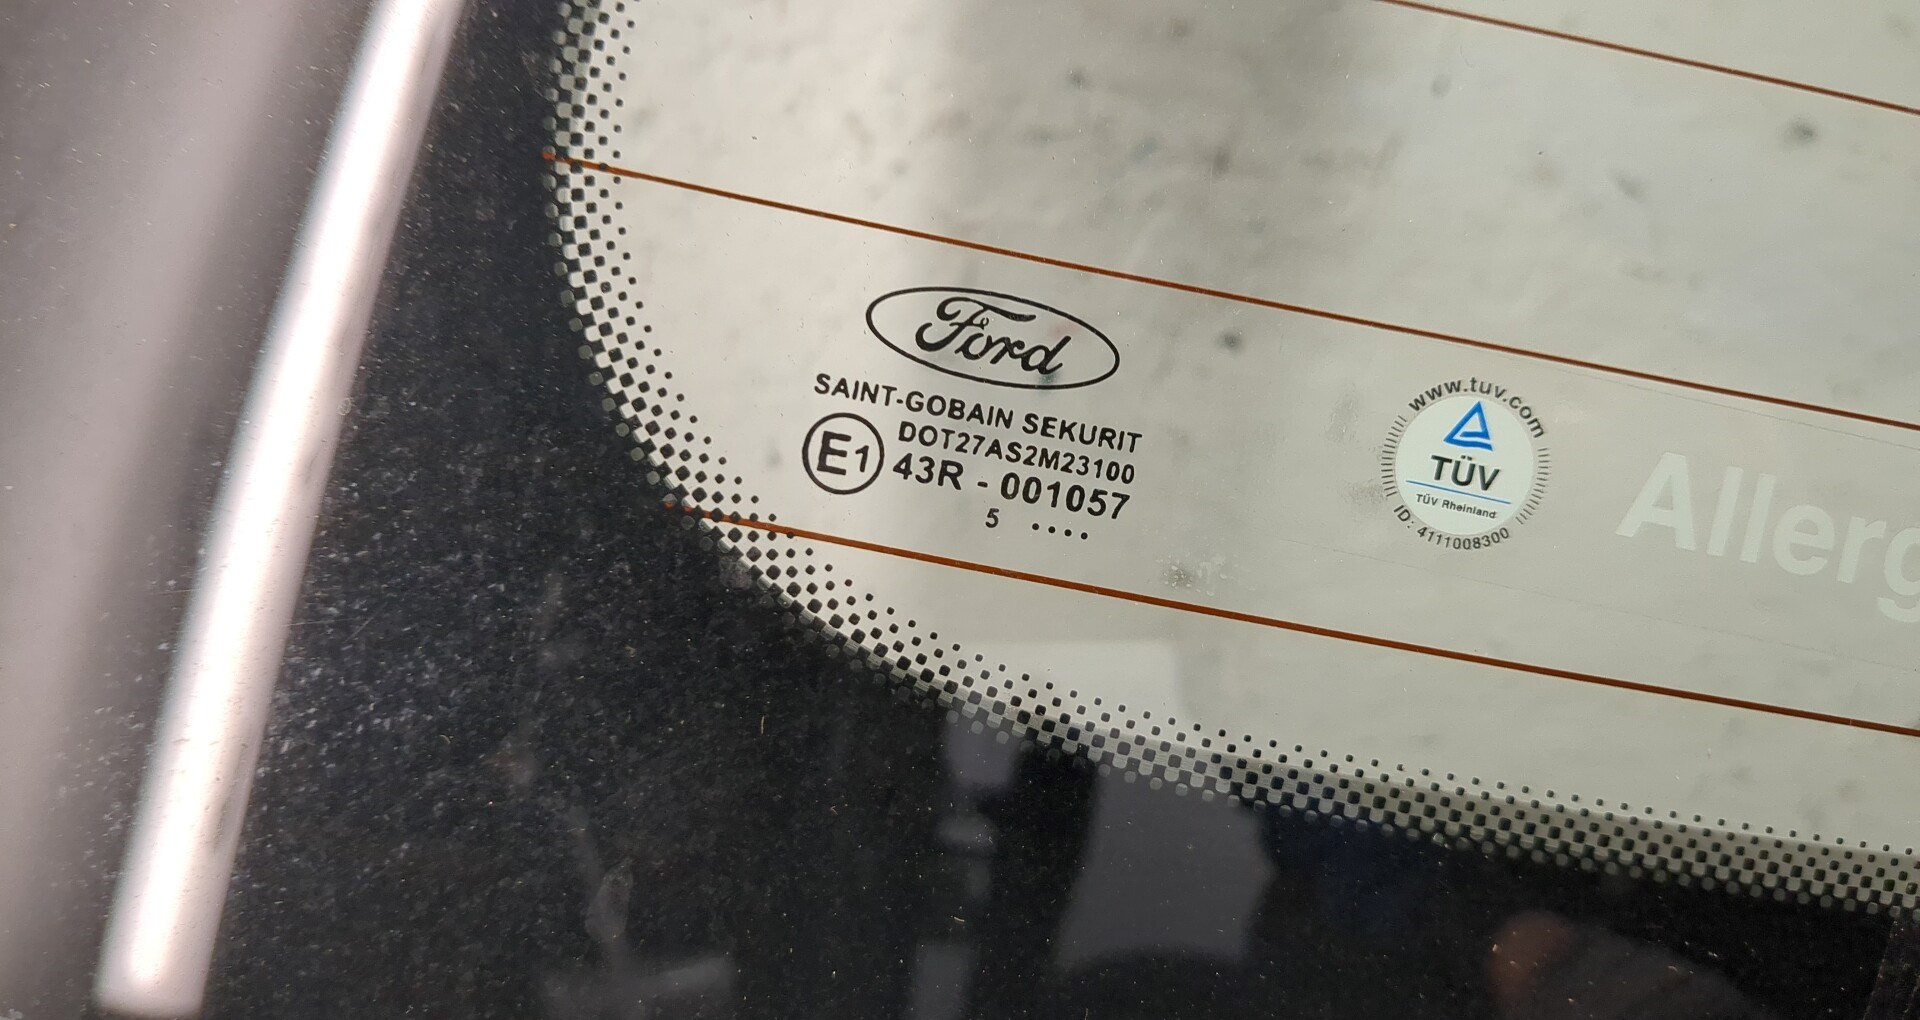 Ford
SAINT-GOBAIN SEKURIT
DOT27AS2M23100
E1 43R - 001057
5 ....
www.tuv.com
TÜV
TÜV Rheinland
ID: 4111008300
Allerg